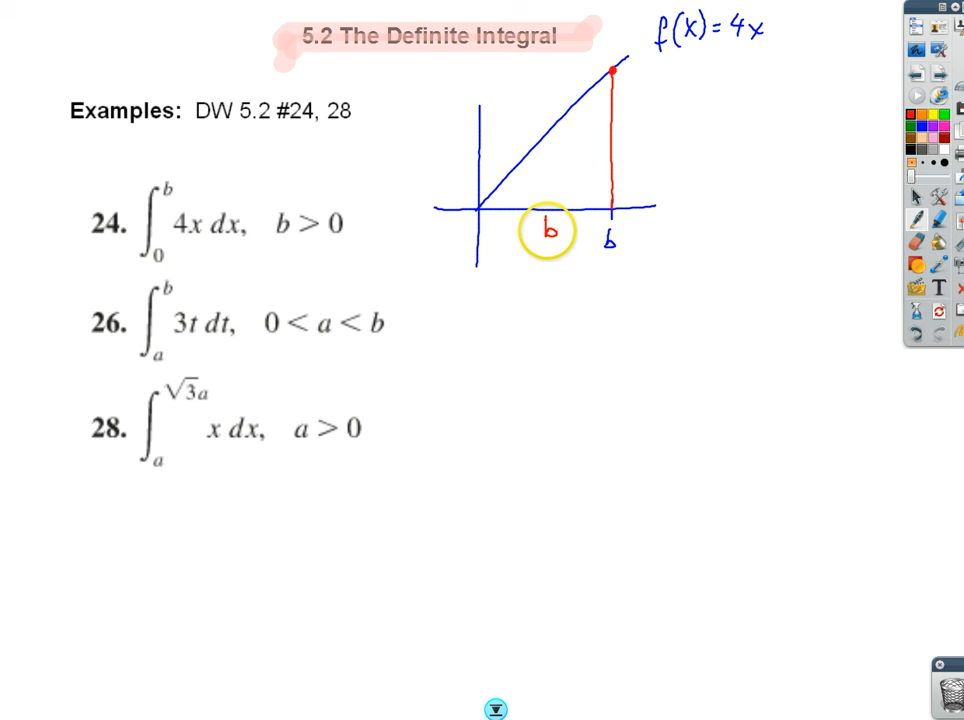 5.2 The Definite Integral
f(x) = 4x
Examples: DW 5.2 #24, 28
24. ∫₀ᵇ 4x dx, b > 0
b
b
26. ∫ₐᵇ 3t dt, 0 < a < b
28. ∫ₐ^{√3a} x dx, a > 0
T